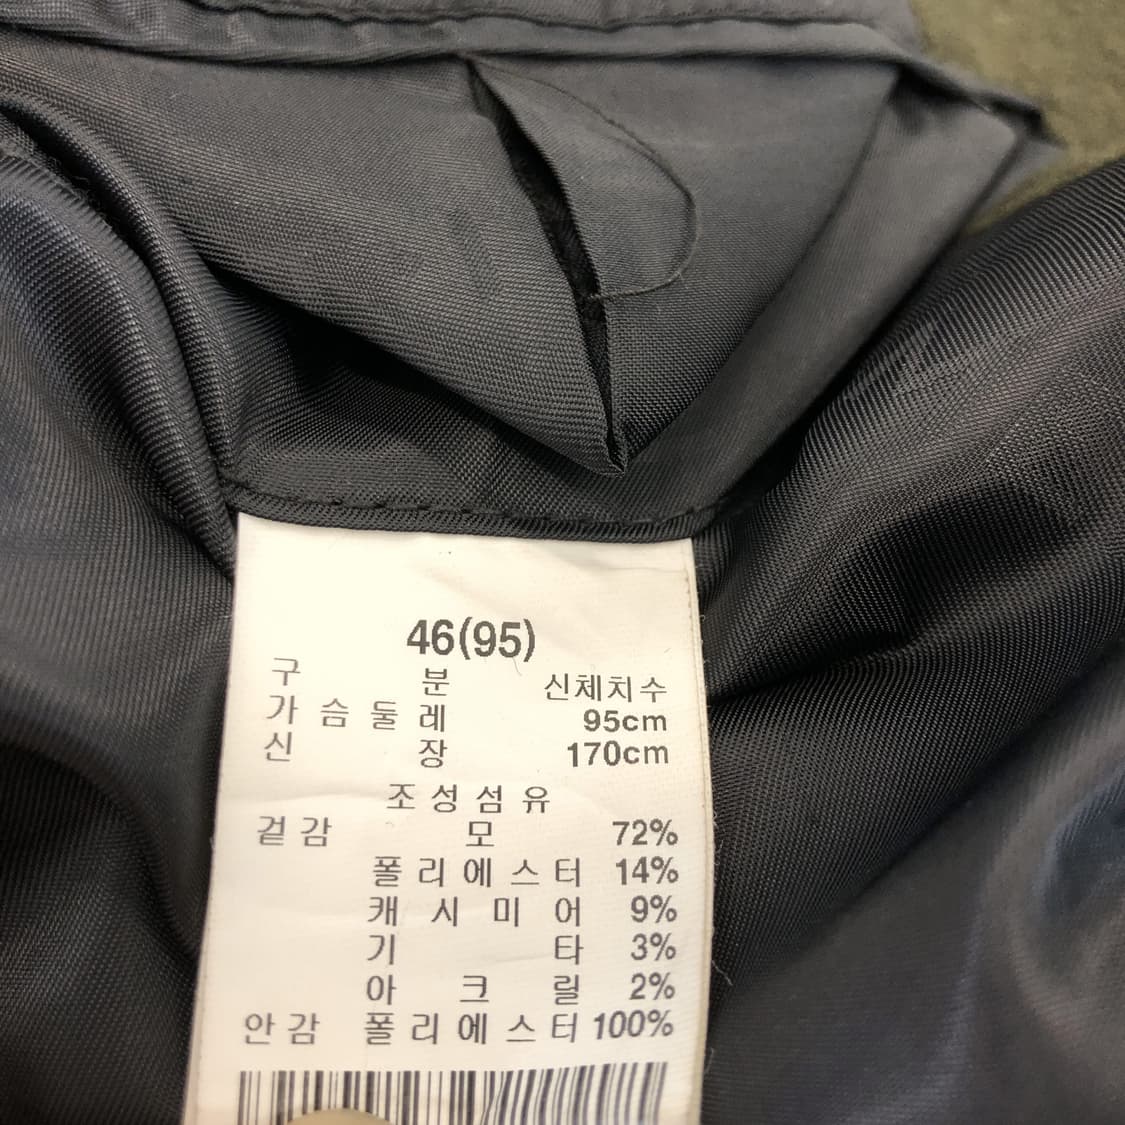 46(95)
구 분 신체치수
가 슴 둘 레 95cm
신 장 170cm
조 성 섬 유
겉 감 모 72%
폴 리 에 스 터 14%
캐 시 미 어 9%
기 타 3%
아 크 릴 2%
안 감 폴 리 에 스 터 100%